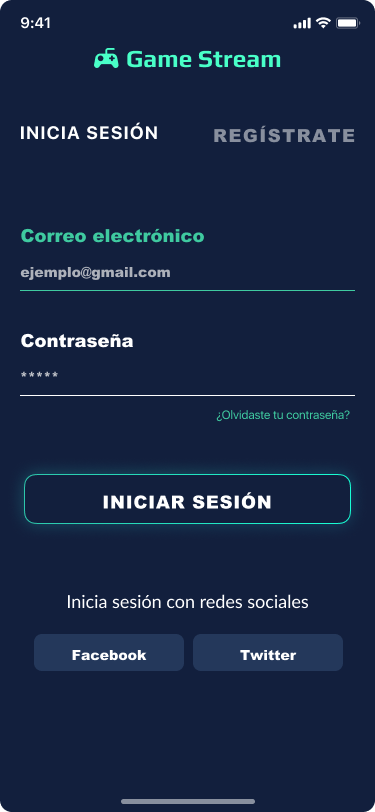 9:41
Game Stream
INICIA SESIÓN
REGÍSTRATE
Correo electrónico
ejemplo@gmail.com
Contraseña
*****
¿Olvidaste tu contraseña?
INICIAR SESIÓN
Inicia sesión con redes sociales
Facebook
Twitter